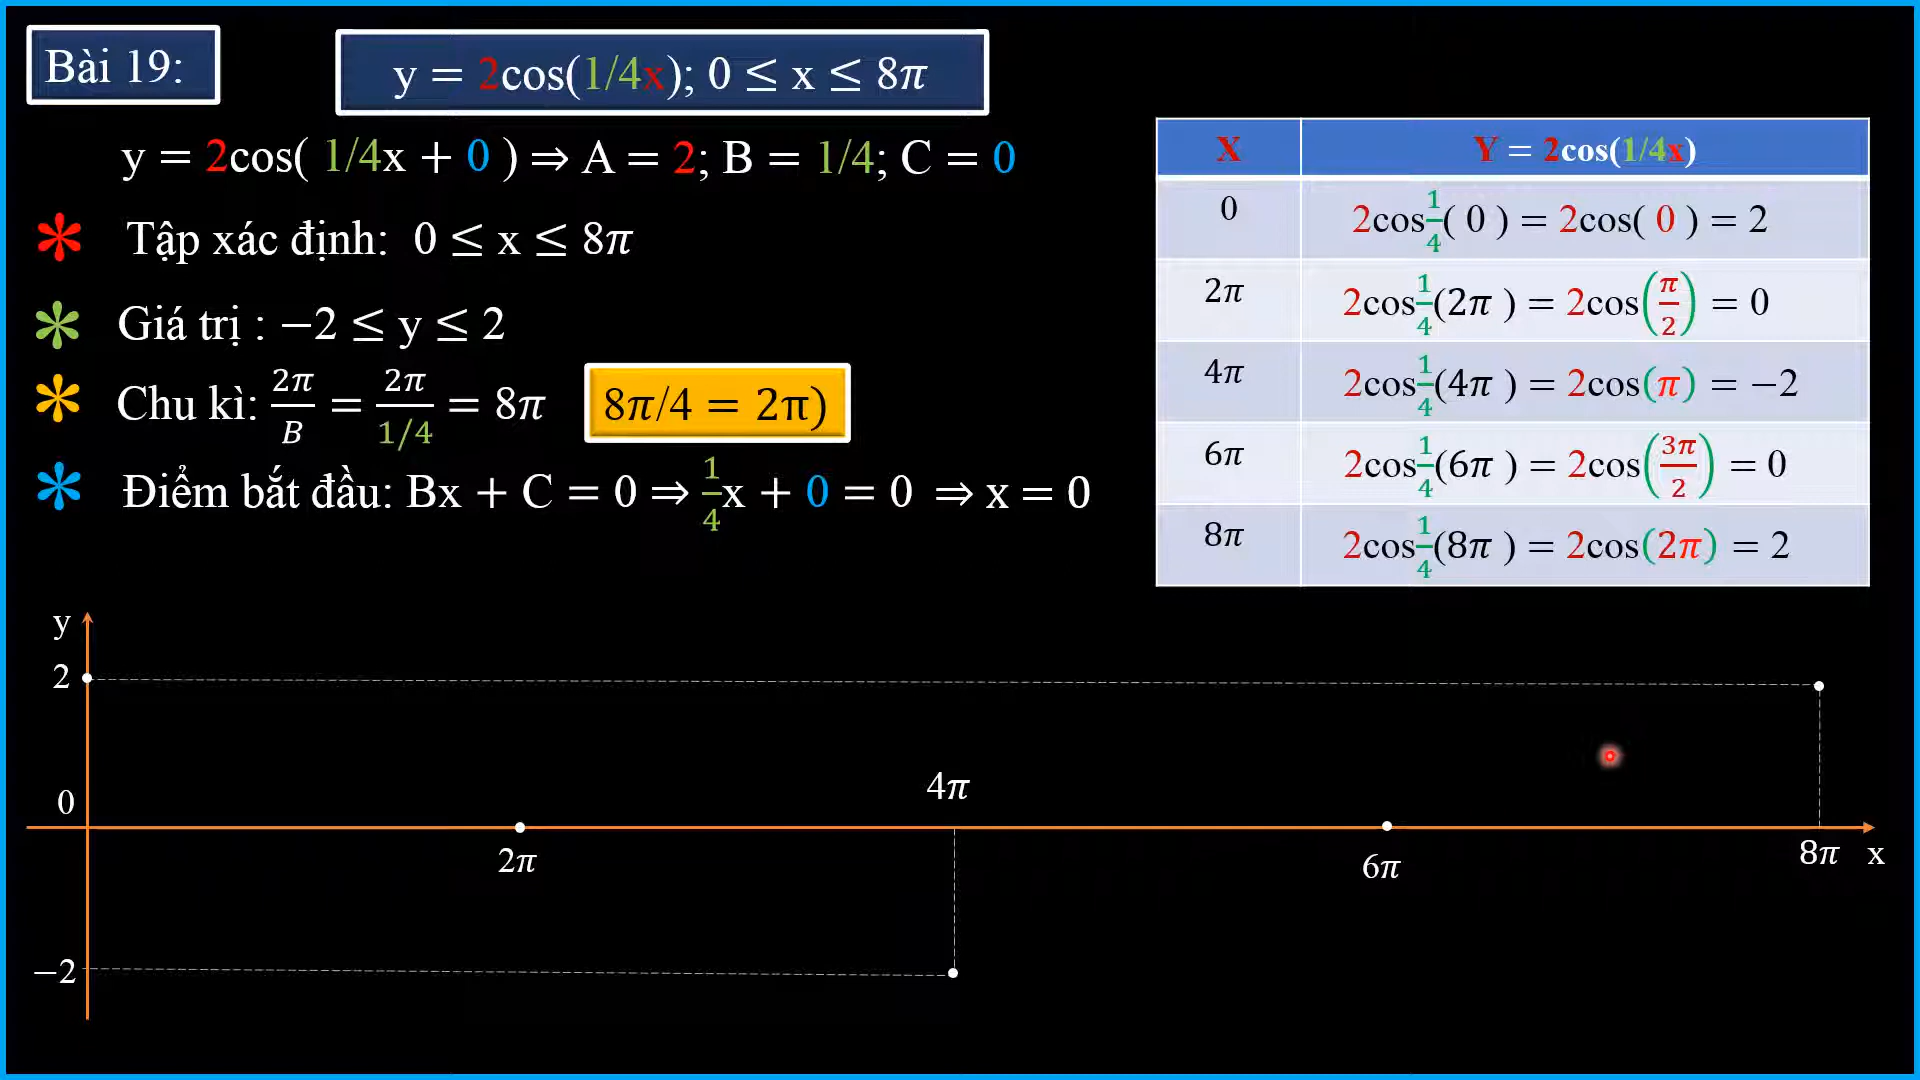 Bài 19:
y = 2cos(1/4x); 0 ≤ x ≤ 8π
y = 2cos( 1/4x + 0 ) ⇒ A = 2; B = 1/4; C = 0
* Tập xác định: 0 ≤ x ≤ 8π
* Giá trị : −2 ≤ y ≤ 2
* Chu kì: 2π/B = 2π/1/4 = 8π
8π/4 = 2π)
* Điểm bắt đầu: Bx + C = 0 ⇒ 1/4x + 0 = 0 ⇒ x = 0
X Y = 2cos(1/4x)
0 2cos1/4( 0 ) = 2cos( 0 ) = 2
2π 2cos1/4(2π ) = 2cos(π/2) = 0
4π 2cos1/4(4π ) = 2cos(π) = −2
6π 2cos1/4(6π ) = 2cos(3π/2) = 0
8π 2cos1/4(8π ) = 2cos(2π) = 2
y
2
4π
0
2π
6π
8π x
−2